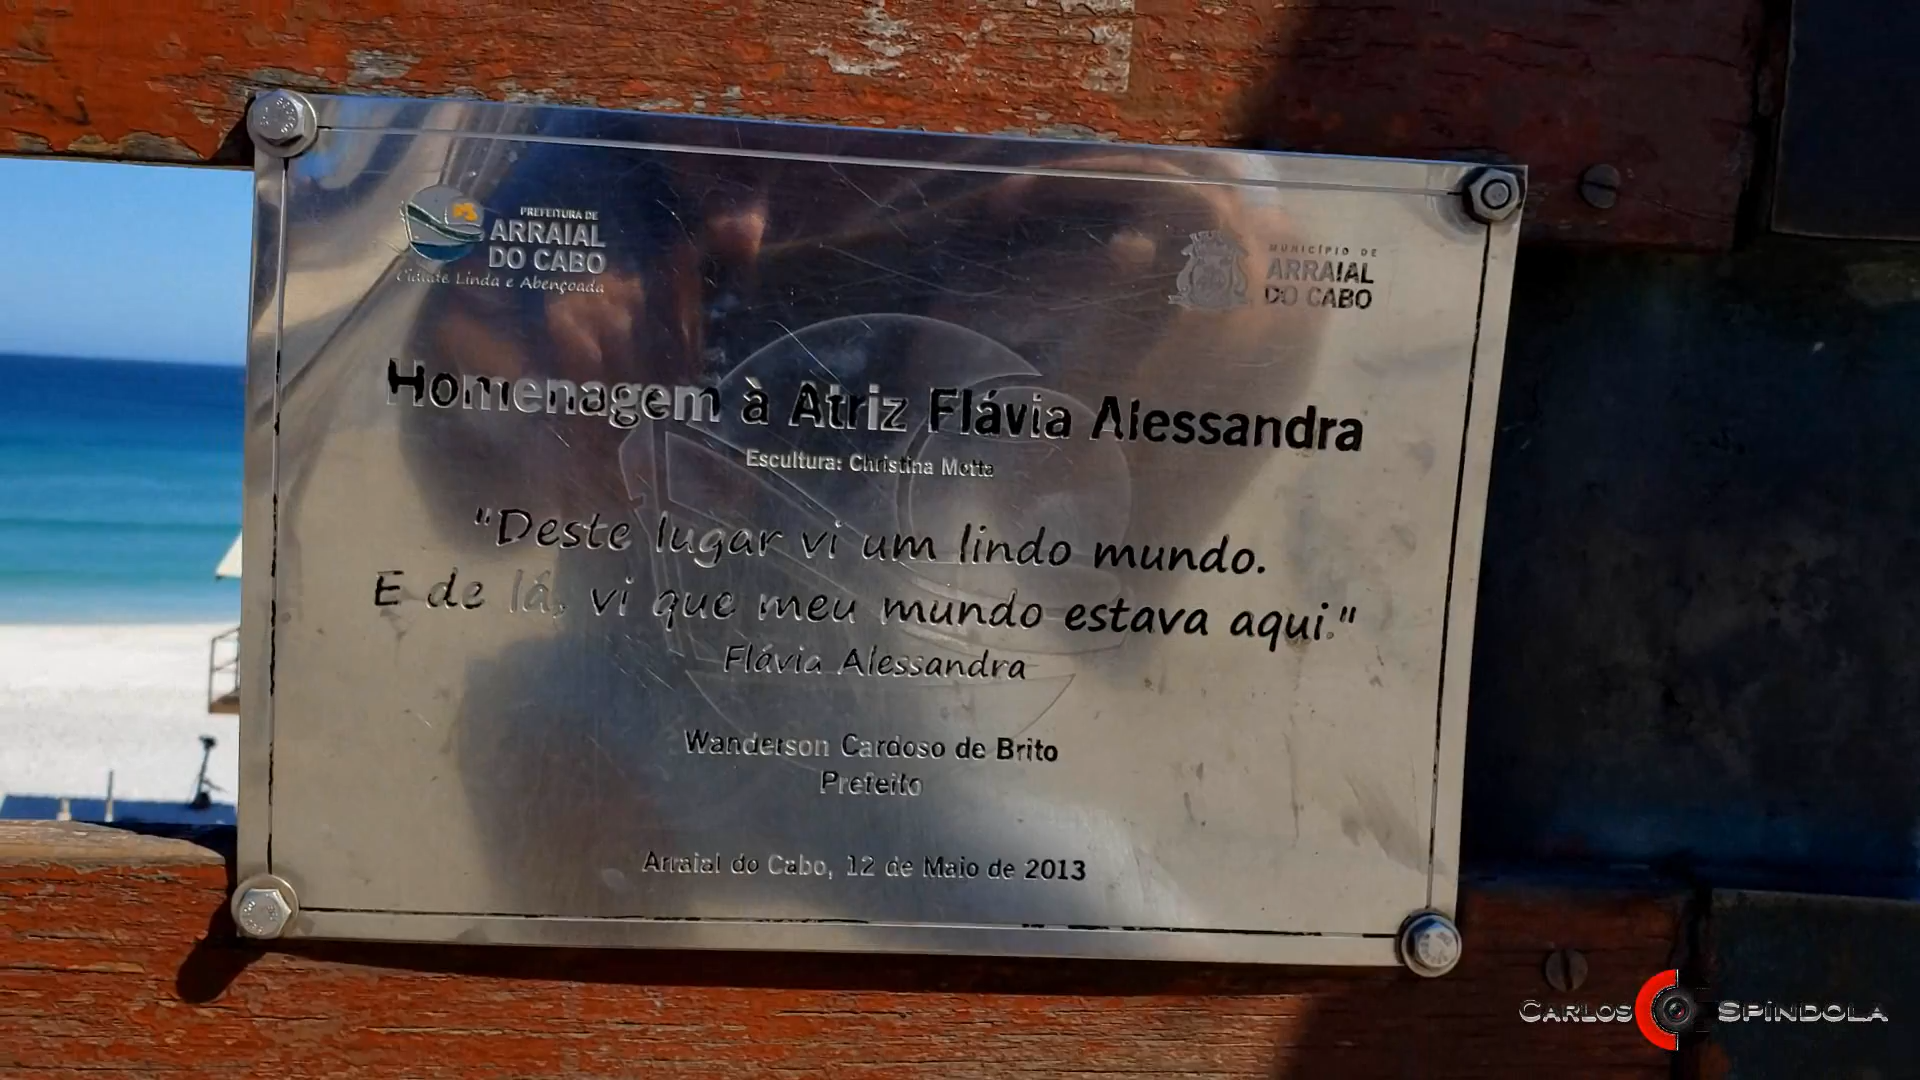 PREFEITURA DE
ARRAIAL
DO CABO
Cidade Linda e Abençoada
MUNICÍPIO DE
ARRAIAL
DO CABO
Homenagem à Atriz Flávia Alessandra
Escultura: Christina Motta
"Deste lugar vi um lindo mundo.
E de lá, vi que meu mundo estava aqui."
Flávia Alessandra
Wanderson Cardoso de Brito
Prefeito
Arraial do Cabo, 12 de Maio de 2013
CARLOS SPÍNDOLA